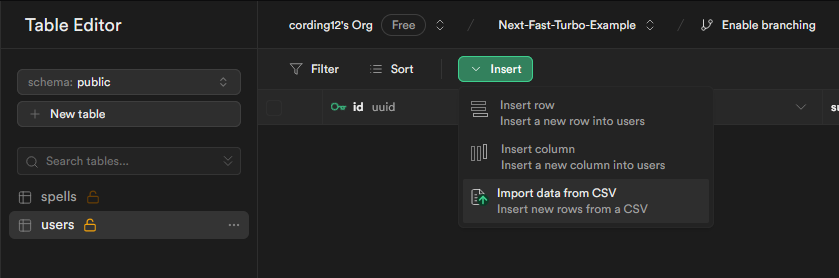 Table Editor
cording12's Org Free / Next-Fast-Turbo-Example / Enable branching
schema: public
New table
Search tables...
spells
users
Filter Sort Insert
id uuid
su
Insert row
Insert a new row into users
Insert column
Insert a new column into users
Import data from CSV
Insert new rows from a CSV